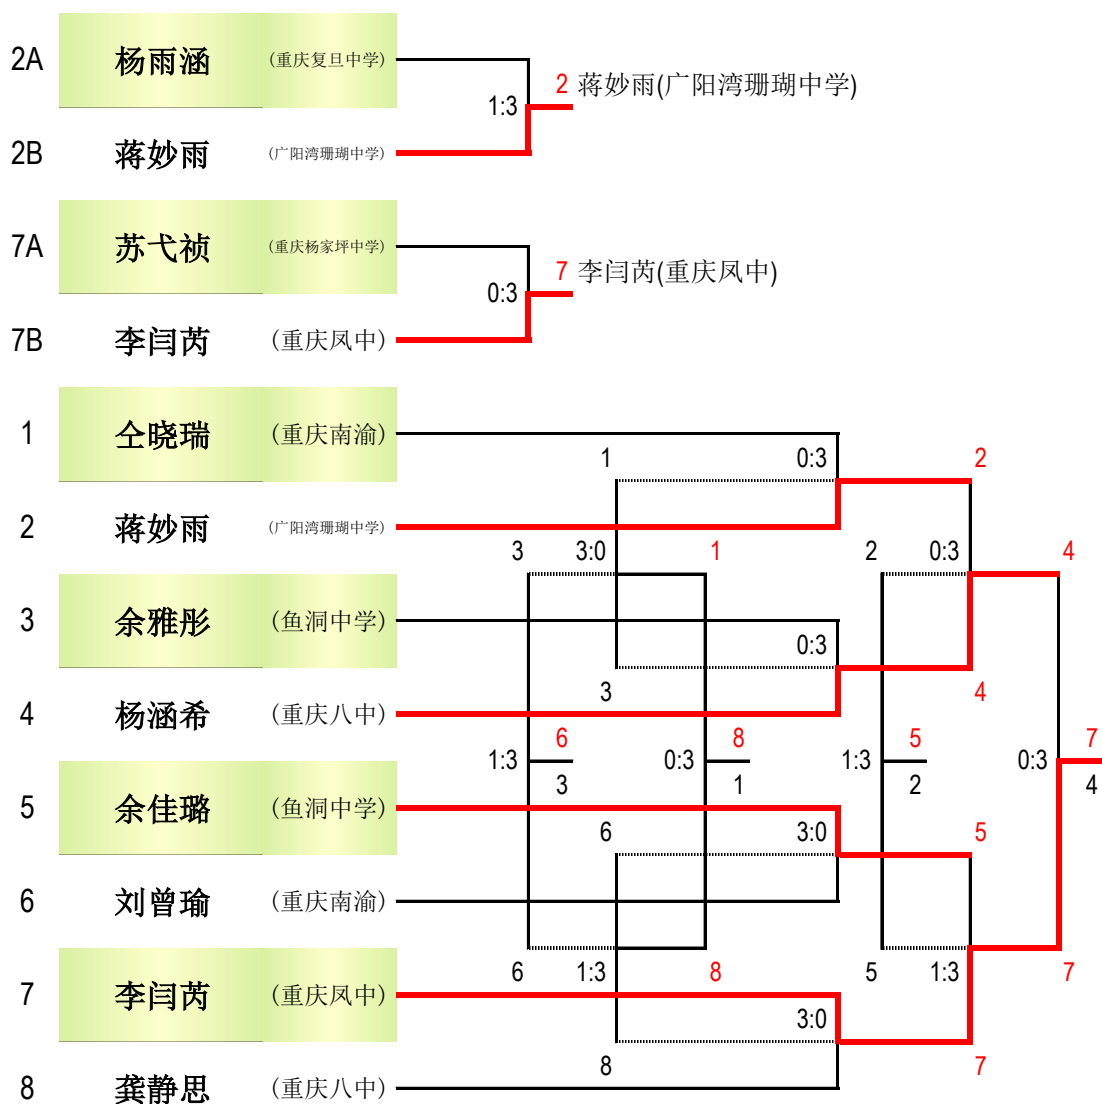 2A 杨雨涵 (重庆复旦中学)
2 蒋妙雨(广阳湾珊瑚中学)
1:3
2B 蒋妙雨 (广阳湾珊瑚中学)
7A 苏弋祯 (重庆杨家坪中学)
7 李闫芮(重庆凤中)
0:3
7B 李闫芮 (重庆凤中)
1 仝晓瑞 (重庆南渝)
1 0:3 2
2 蒋妙雨 (广阳湾珊瑚中学)
3 3:0 1 2 0:3 4
3 余雅彤 (鱼洞中学)
0:3
3 4
4 杨涵希 (重庆八中)
6 8 5 7
1:3 0:3 1:3 0:3
3 1 2 4
5 余佳璐 (鱼洞中学)
6 3:0 5
6 刘曾瑜 (重庆南渝)
6 1:3 8 5 1:3 7
7 李闫芮 (重庆凤中)
3:0
8 7
8 龚静思 (重庆八中)